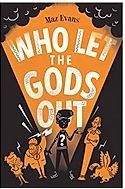 Maz Evans
WHO LET
THE
GODS
OUT
?